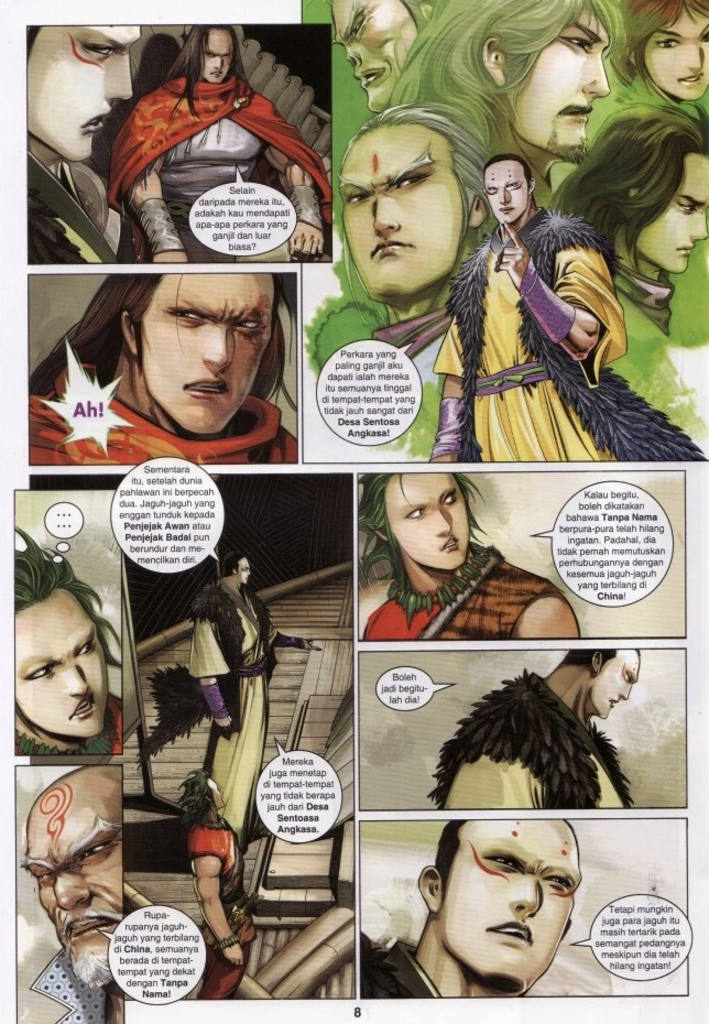 Selain
daripada mereka itu,
adakah kau mendapati
apa-apa perkara yang
ganjil dan luar
biasa?
Perkara yang
paling ganjil aku
dapati ialah mereka
itu semuanya tinggal
di tempat-tempat yang
tidak jauh sangat dari
Desa Sentosa
Angkasa!
Ah!
Sementara
itu, setelah dunia
pahlawan ini berpecah
dua. Jaguh-jaguh yang
enggan tunduk kepada
Penjejak Awan atau
Penjejak Badai pun
berundur dan me-
mencilkan diri.
... ...
Mereka
juga menetap di
tempat-tempat
yang tidak berapa
jauh dari Desa
Sentoasa
Angkasa.
Rupa-
rupanya jaguh-
jaguh yang terbilang
di China, semuanya
berada di tempat-
tempat yang dekat
dengan Tanpa
Nama!
Kalau begitu,
boleh dikatakan
bahawa Tanpa Nama
berpura-pura telah hilang
ingatan. Padahal, dia
tidak pernah memutuskan
perhubungannya dengan
kesemua jaguh-jaguh
yang terbilang di
China!
Boleh
jadi begitu-
lah dia!
Tetapi mungkin
juga para jaguh itu
masih tertarik pada
semangat pedangnya
meskipun dia telah
hilang ingatan!
8